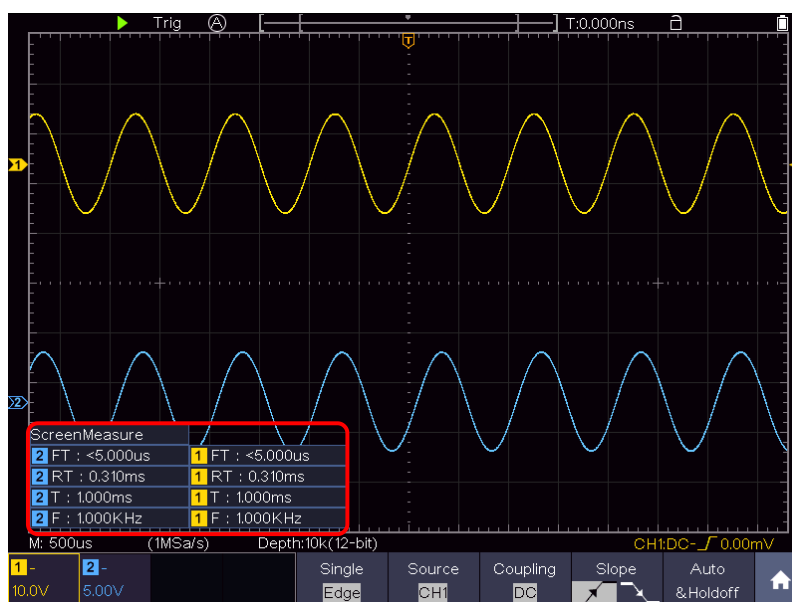 Trig A T:0.000ns
T
1
2
ScreenMeasure
2 FT : <5.000us 1 FT : <5.000us
2 RT : 0.310ms 1 RT : 0.310ms
2 T : 1.000ms 1 T : 1.000ms
2 F : 1.000KHz 1 F : 1.000KHz
M: 500us (1MSa/s) Depth:10k(12-bit) CH1:DC- 0.00mV
1 - 2 - Single Source Coupling Slope Auto
10.0V 5.00V Edge CH1 DC &Holdoff